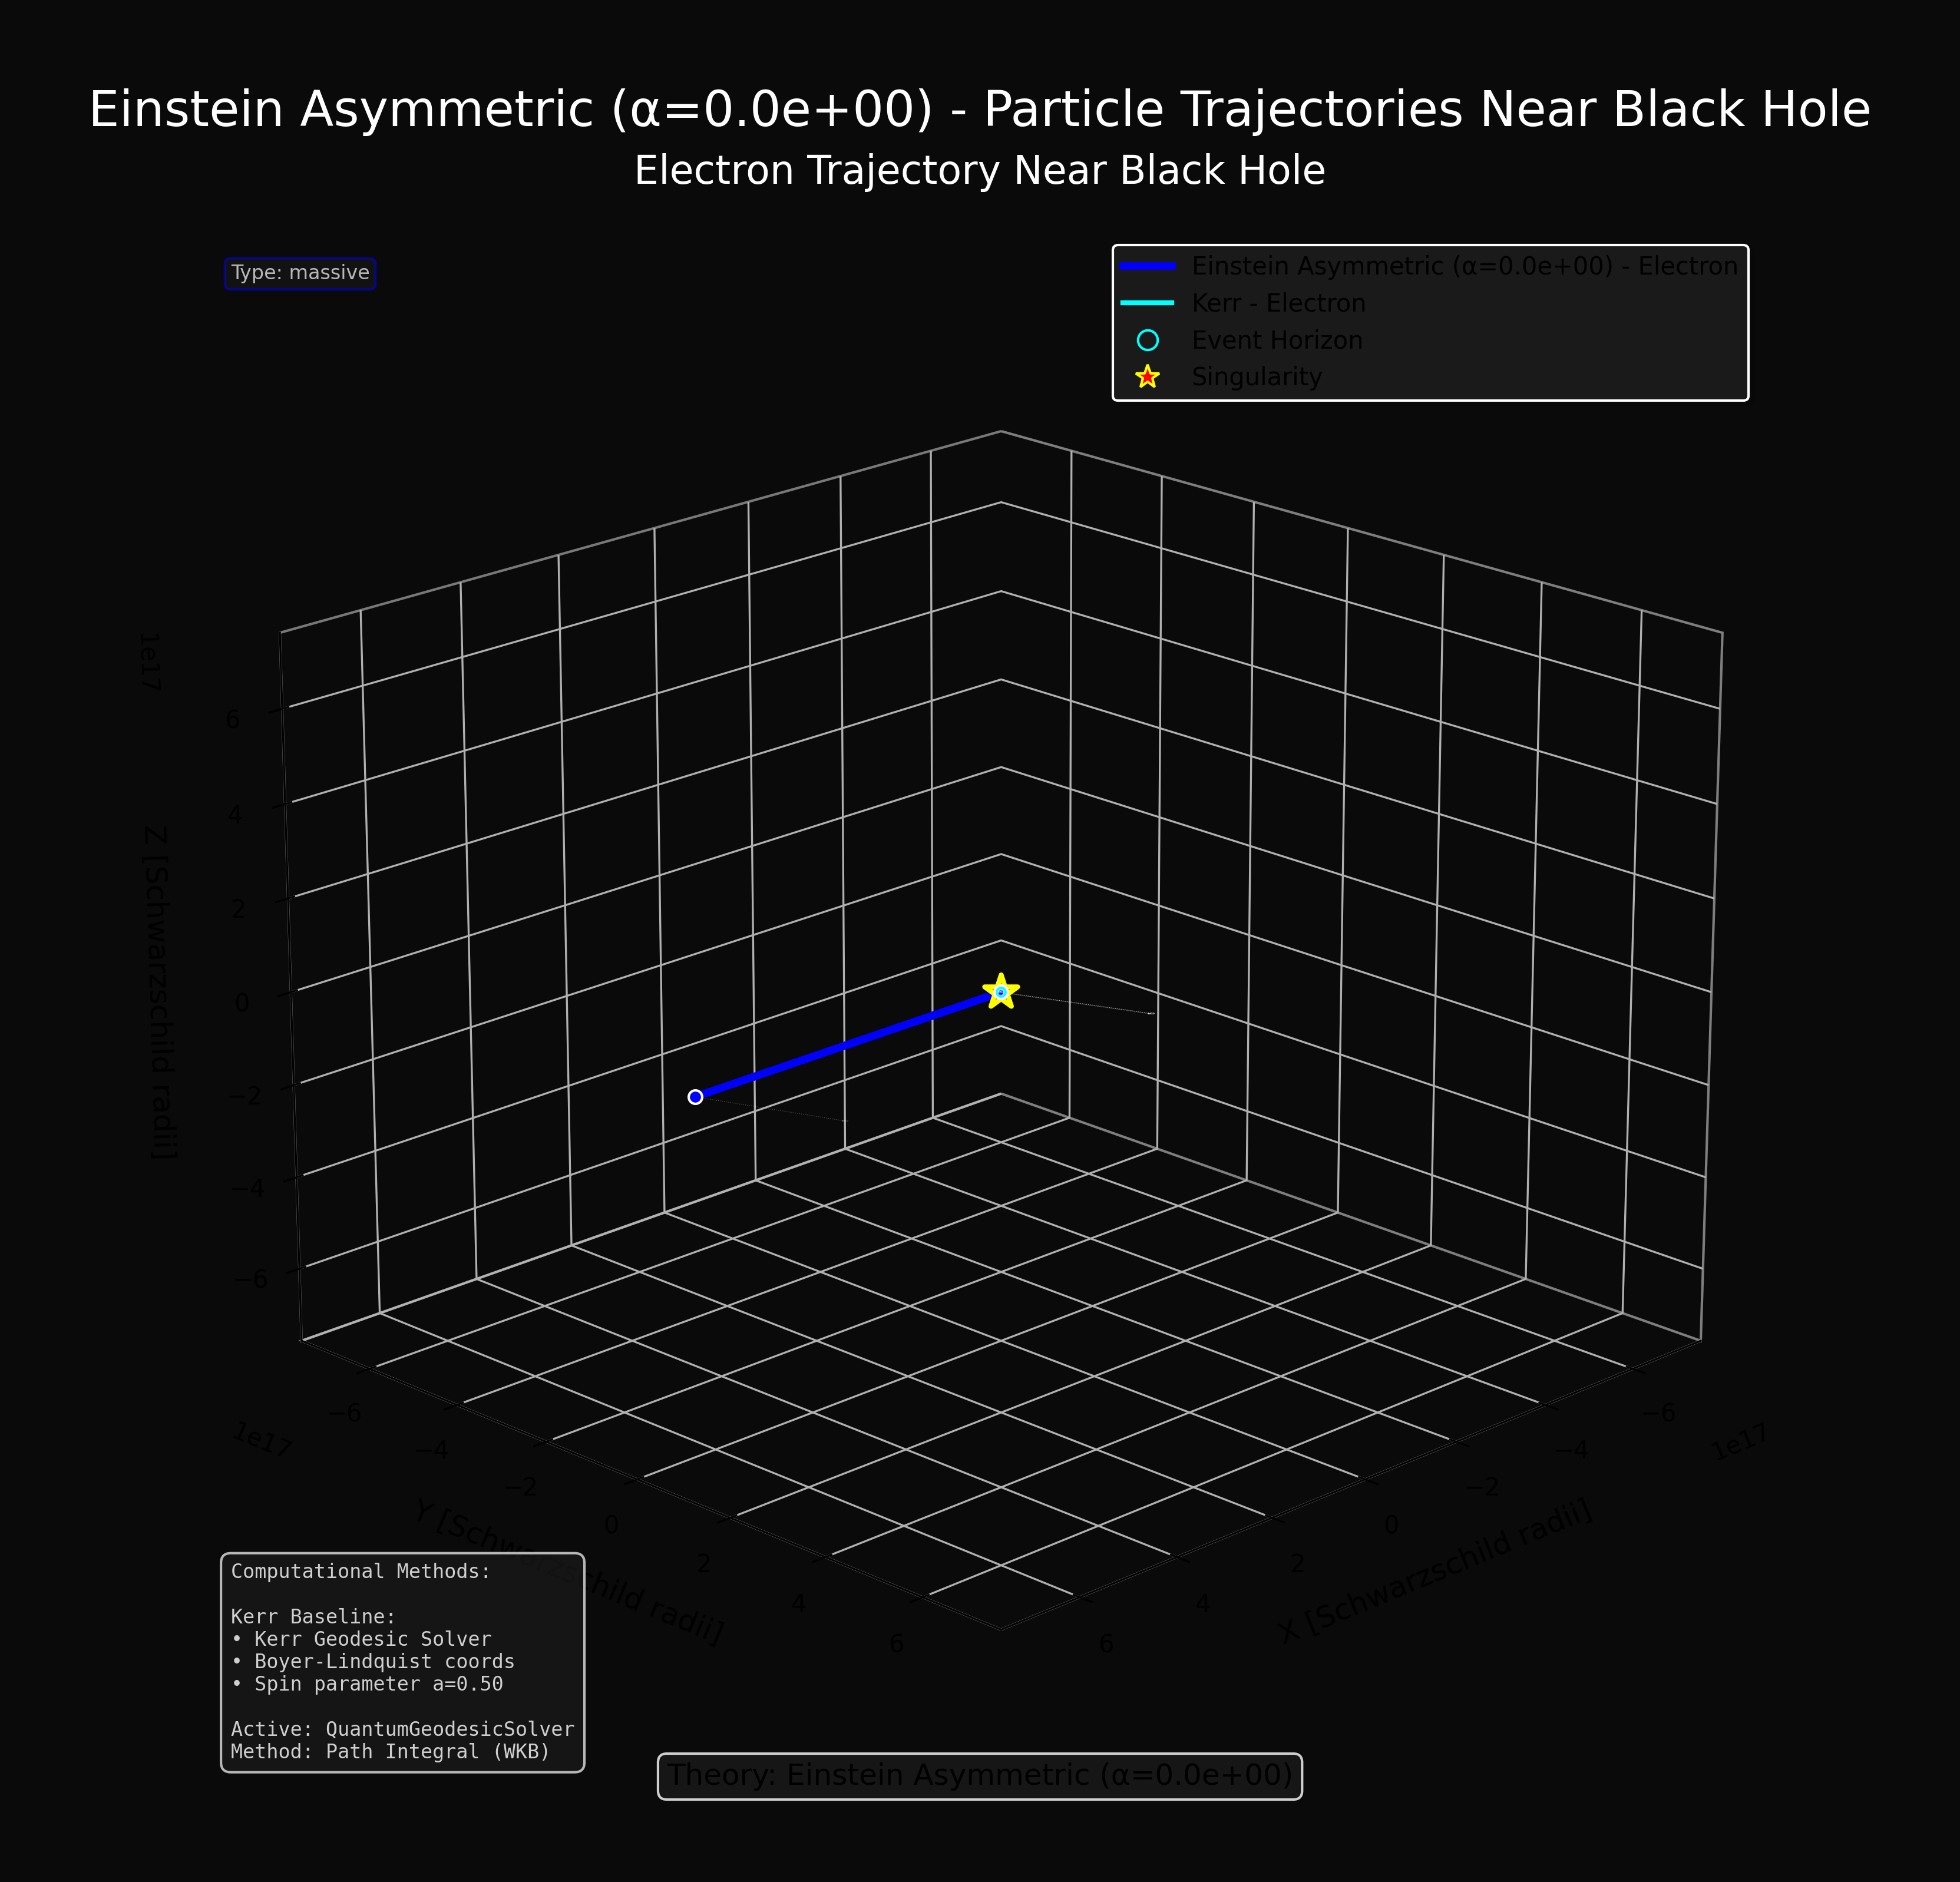 Einstein Asymmetric (α=0.0e+00) - Particle Trajectories Near Black Hole
Electron Trajectory Near Black Hole
Type: massive
Einstein Asymmetric (α=0.0e+00) - Electron
Kerr - Electron
Event Horizon
Singularity
1e17
6
4
2
0
−2
−4
−6
Z [Schwarzschild radii]
−6
−4
−2
0
2
4
6
1e17
Y [Schwarzschild radii]
6
4
2
0
−2
−4
−6
1e17
X [Schwarzschild radii]
Computational Methods:
Kerr Baseline:
• Kerr Geodesic Solver
• Boyer-Lindquist coords
• Spin parameter a=0.50
Active: QuantumGeodesicSolver
Method: Path Integral (WKB)
Theory: Einstein Asymmetric (α=0.0e+00)